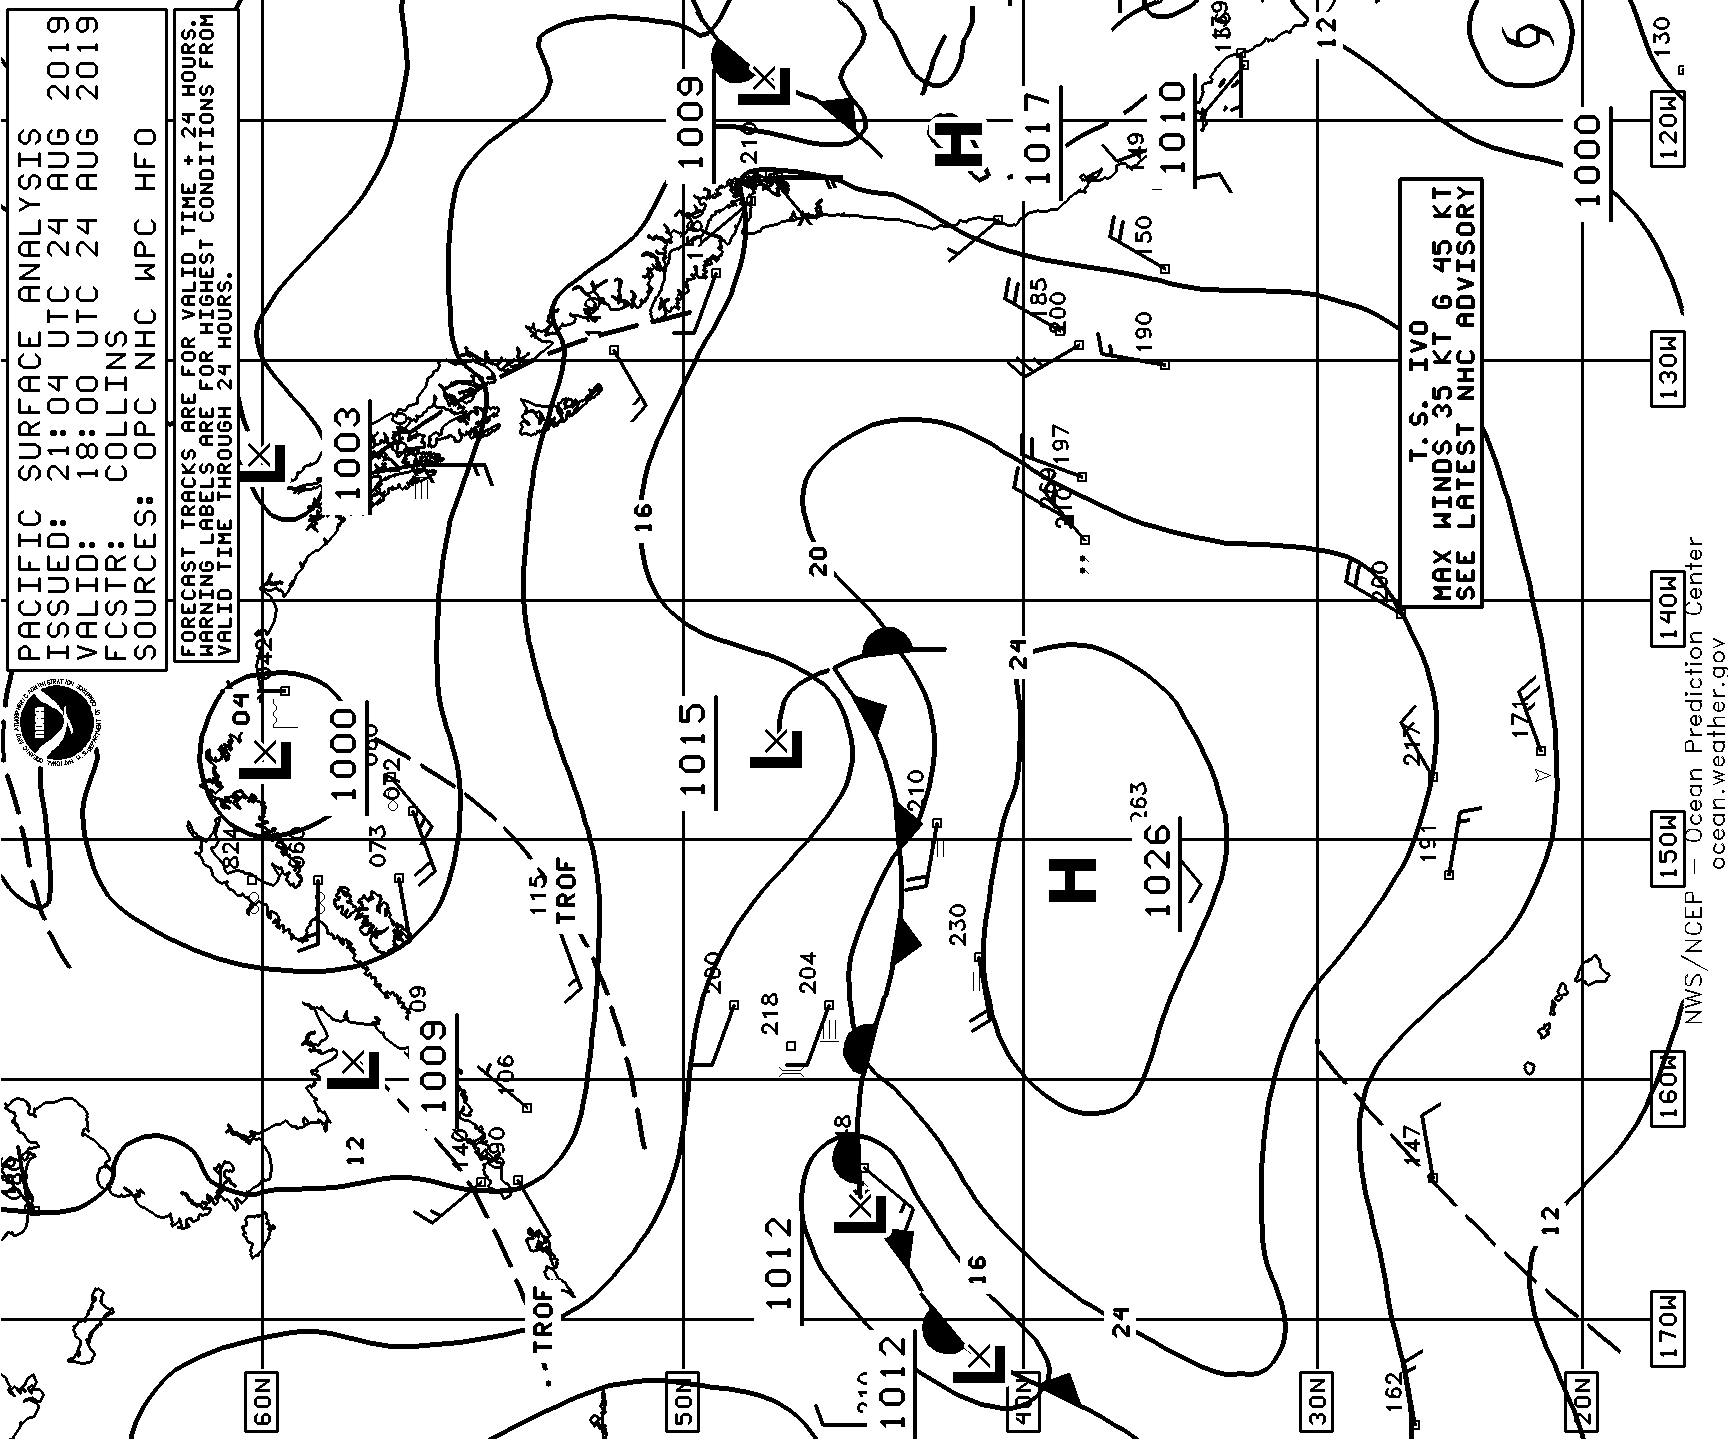 PACIFIC SURFACE ANALYSIS
ISSUED: 21:04 UTC 24 AUG 2019
VALID: 18:00 UTC 24 AUG 2019
FCSTR: COLLINS
SOURCES: OPC NHC WPC HFO
FORECAST TRACKS ARE FOR VALID TIME + 24 HOURS.
WARNING LABELS ARE FOR HIGHEST CONDITIONS FROM
VALID TIME THROUGH 24 HOURS.
T.S. IVO
MAX WINDS 35 KT G 45 KT
SEE LATEST NHC ADVISORY
L
1003
L
1009
H
1017
1010
12
1000
130
120W
130W
140W
150W
160W
170W
60N
50N
40N
30N
20N
L
1000
04
L
1015
16
20
24
H
1026
263
210
230
200
218
204
L
1009
12
TROF
115
TROF
106
073
072
L
1012
L
1012
16
24
12
147
162
191
217
171
200
197
185
200
190
150
NWS/NCEP – Ocean Prediction Center
ocean.weather.gov